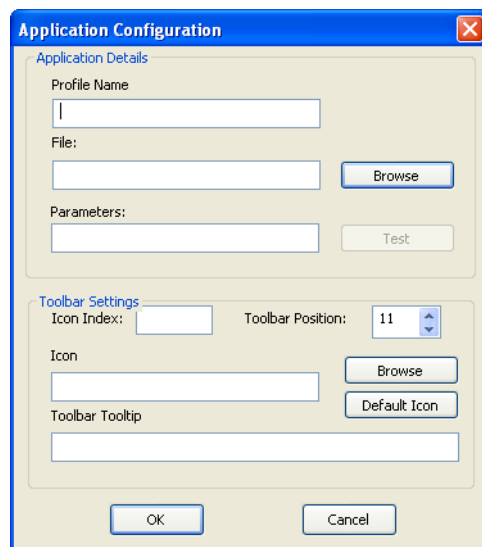 Application Configuration
Application Details
Profile Name
File:
Browse
Parameters:
Test
Toolbar Settings
Icon Index:
Toolbar Position:
11
Icon
Browse
Default Icon
Toolbar Tooltip
OK
Cancel